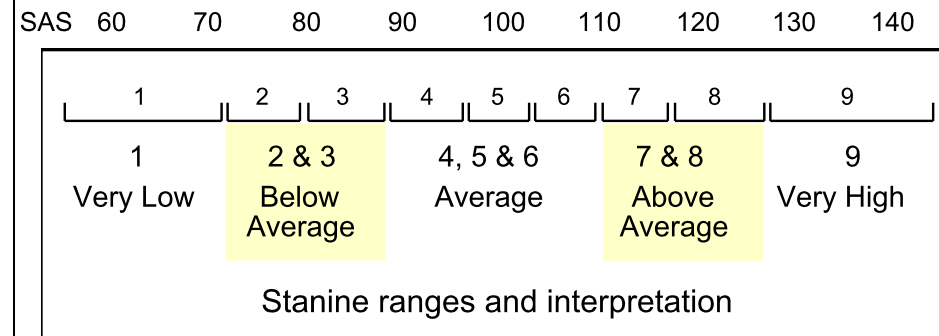 SAS 60 70 80 90 100 110 120 130 140
1 2 3 4 5 6 7 8 9
1 2 & 3 4, 5 & 6 7 & 8 9
Very Low Below Average Above Very High
Average Average
Stanine ranges and interpretation